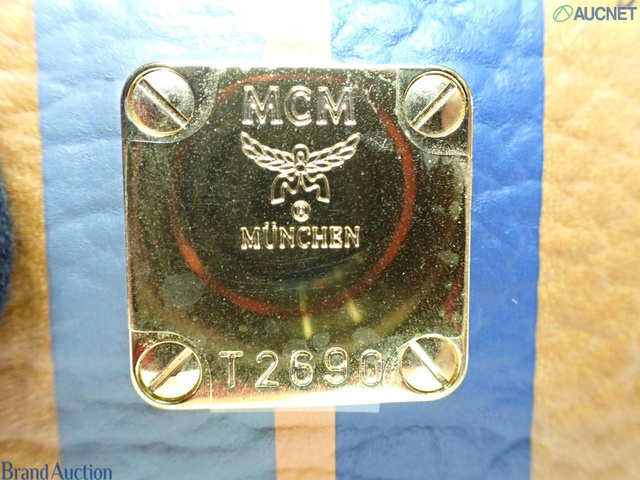 AUCNET
MCM
©
MÜNCHEN
T2690
Brand Auction